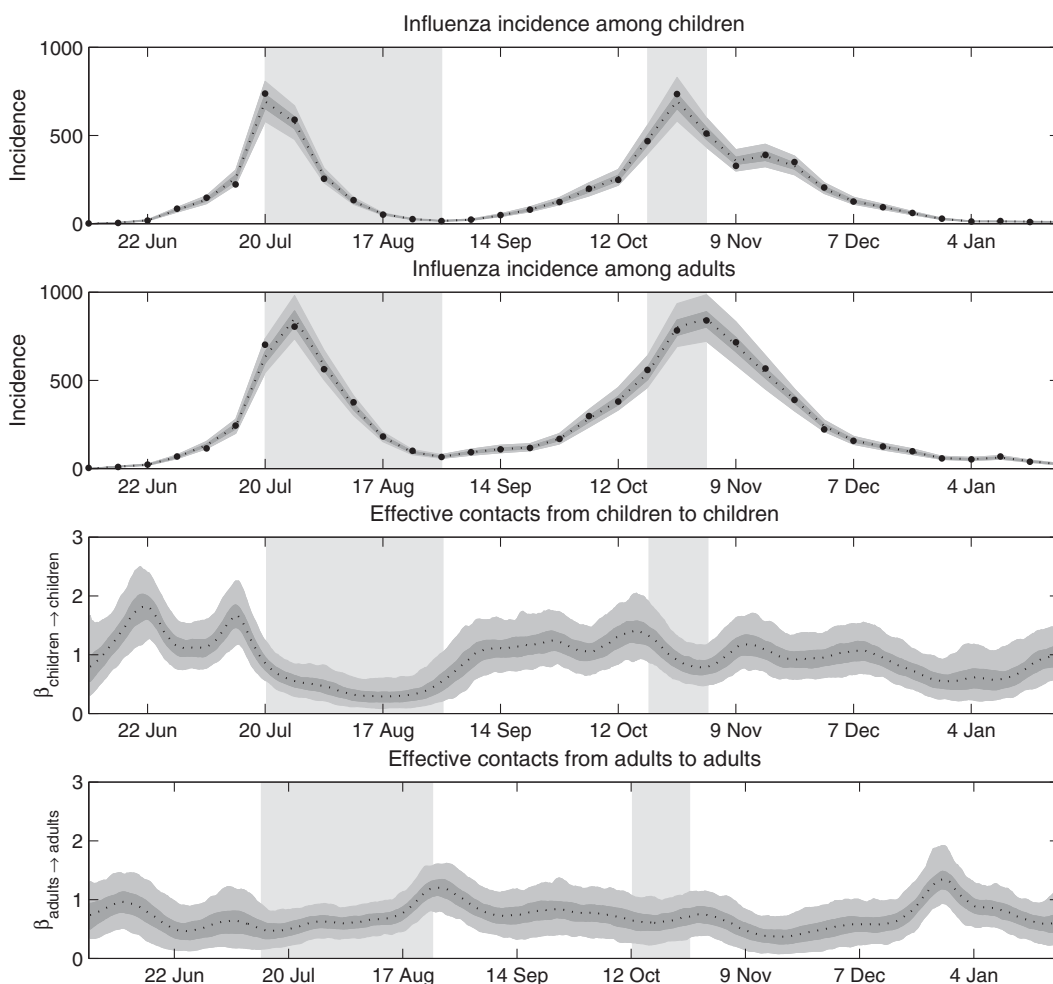 Influenza incidence among children
1000
500
0
Incidence
22 Jun 20 Jul 17 Aug 14 Sep 12 Oct 9 Nov 7 Dec 4 Jan
Influenza incidence among adults
1000
500
0
Incidence
22 Jun 20 Jul 17 Aug 14 Sep 12 Oct 9 Nov 7 Dec 4 Jan
Effective contacts from children to children
3
2
1
0
β children → children
22 Jun 20 Jul 17 Aug 14 Sep 12 Oct 9 Nov 7 Dec 4 Jan
Effective contacts from adults to adults
3
2
1
0
β adults → adults
22 Jun 20 Jul 17 Aug 14 Sep 12 Oct 9 Nov 7 Dec 4 Jan